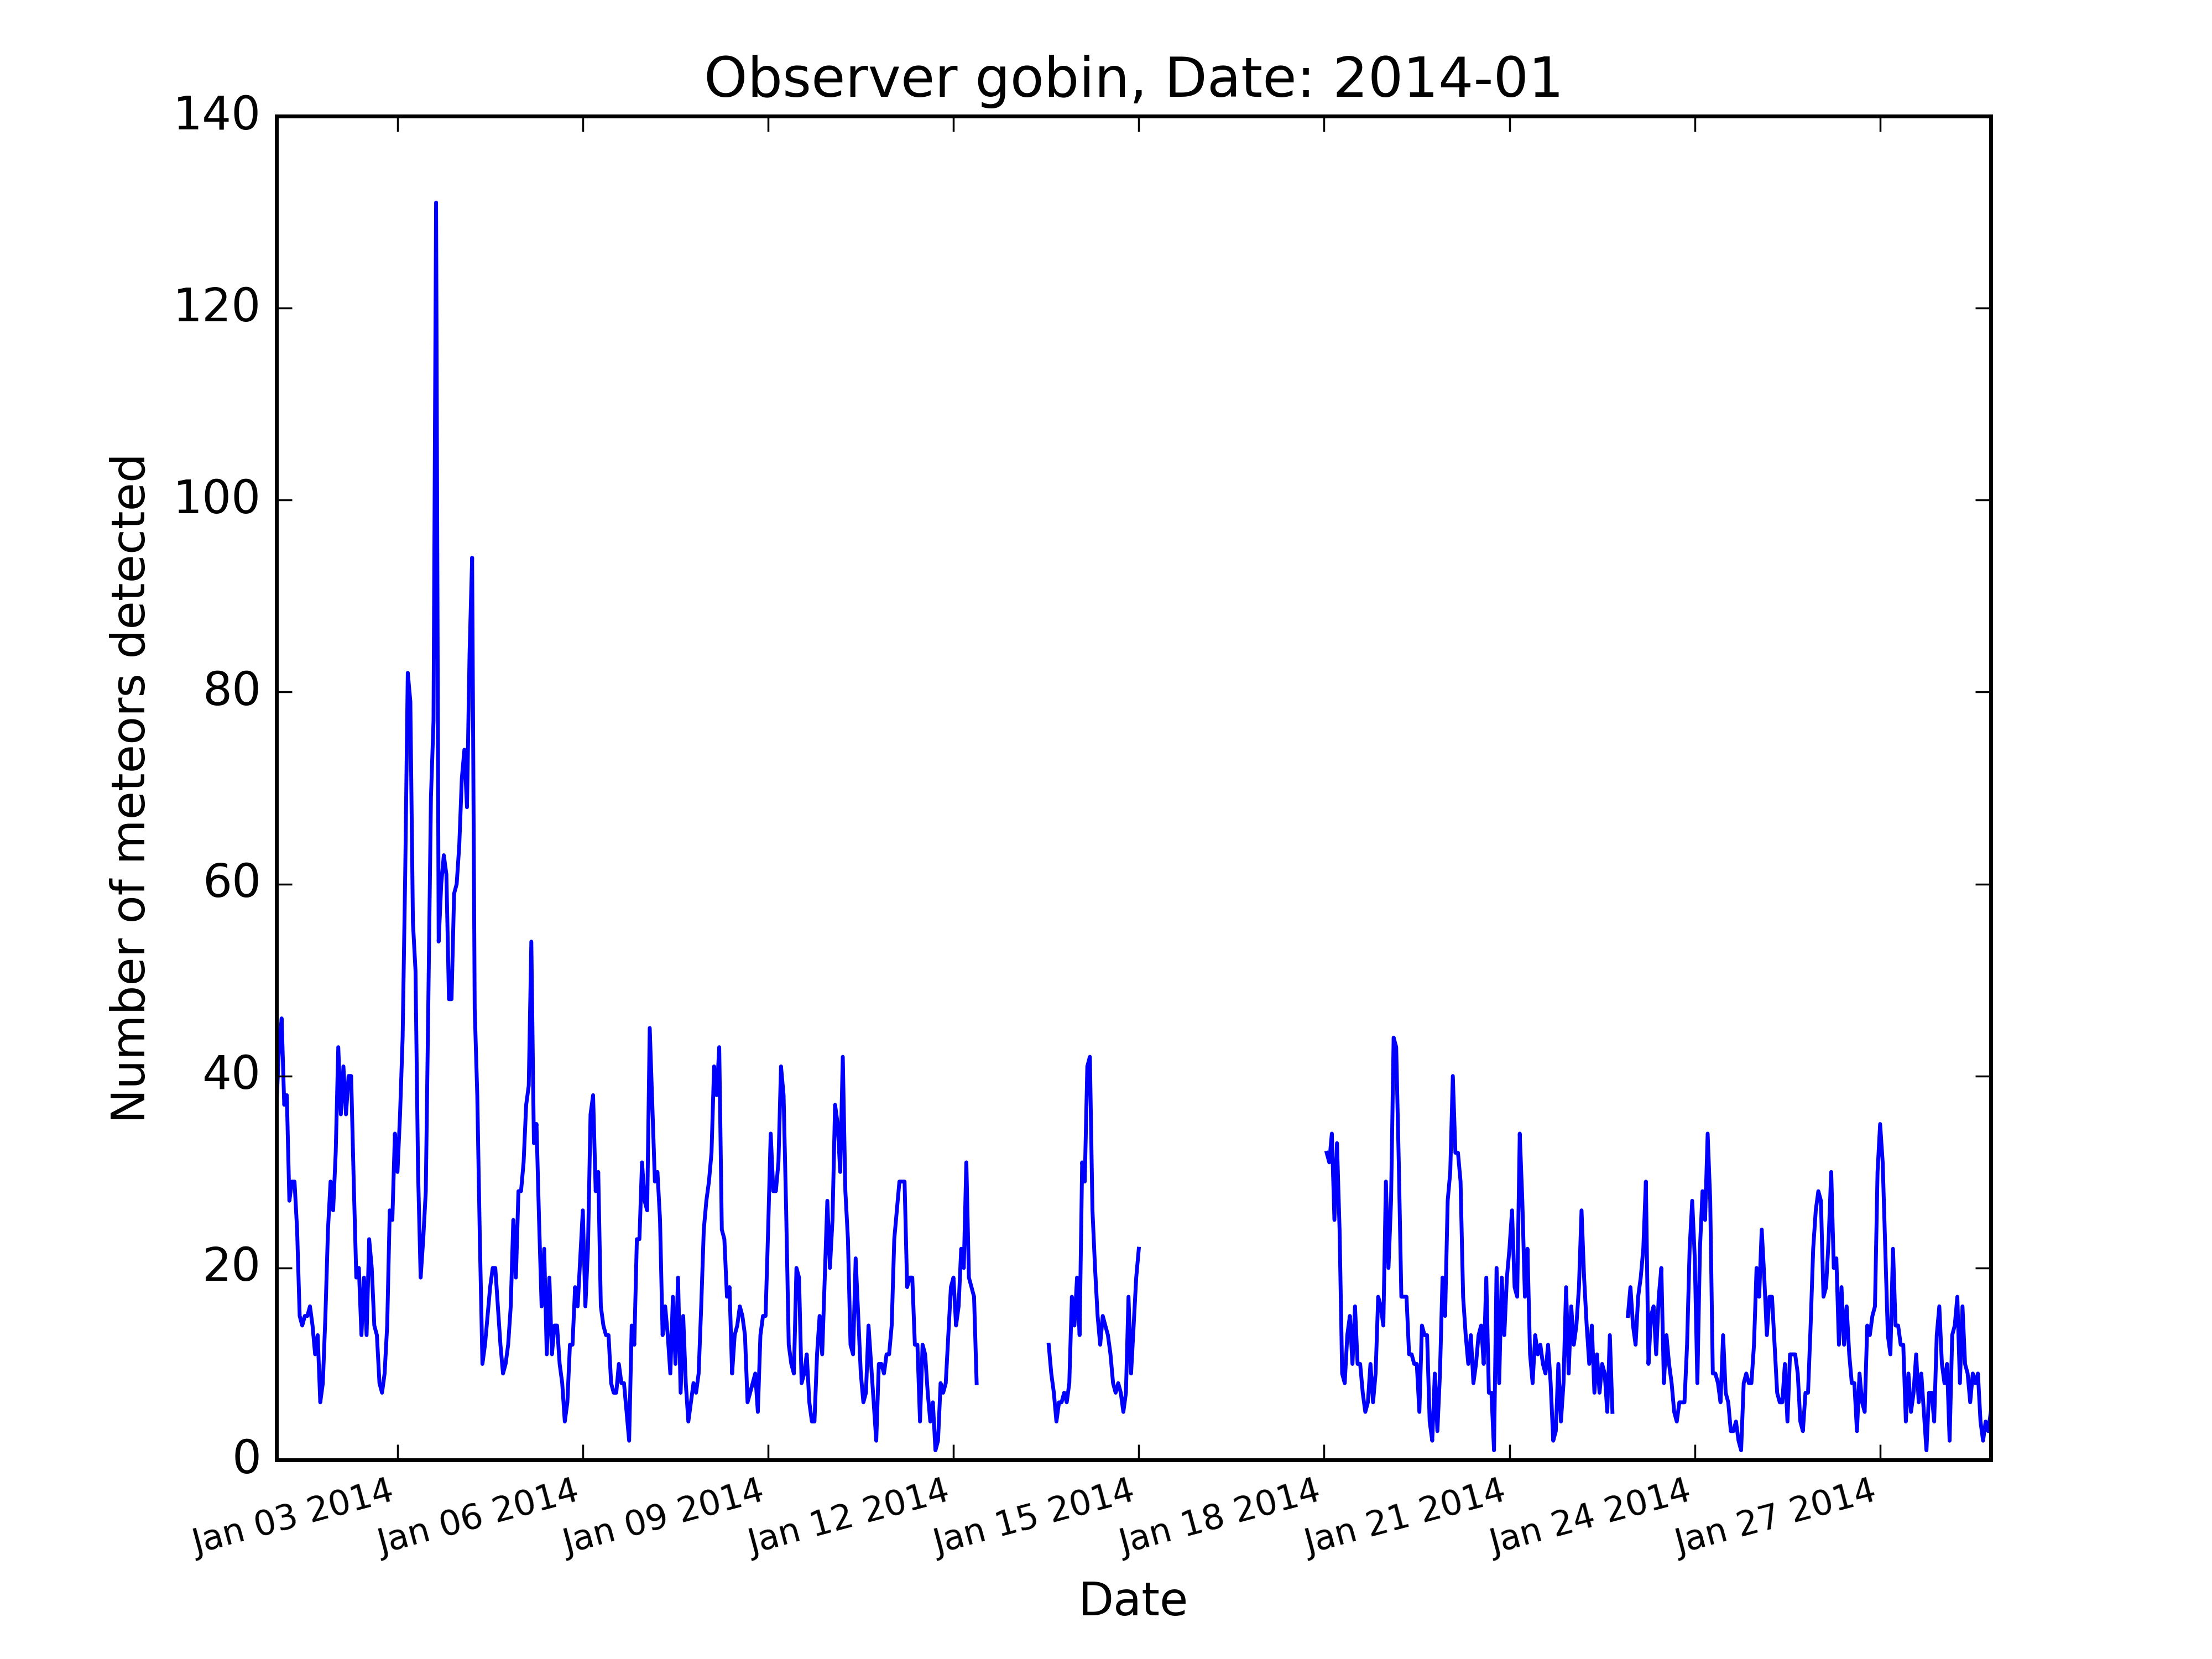 Observer gobin, Date: 2014-01
140
120
100
80
60
40
20
0
Number of meteors detected
Jan 03 2014
Jan 06 2014
Jan 09 2014
Jan 12 2014
Jan 15 2014
Jan 18 2014
Jan 21 2014
Jan 24 2014
Jan 27 2014
Date